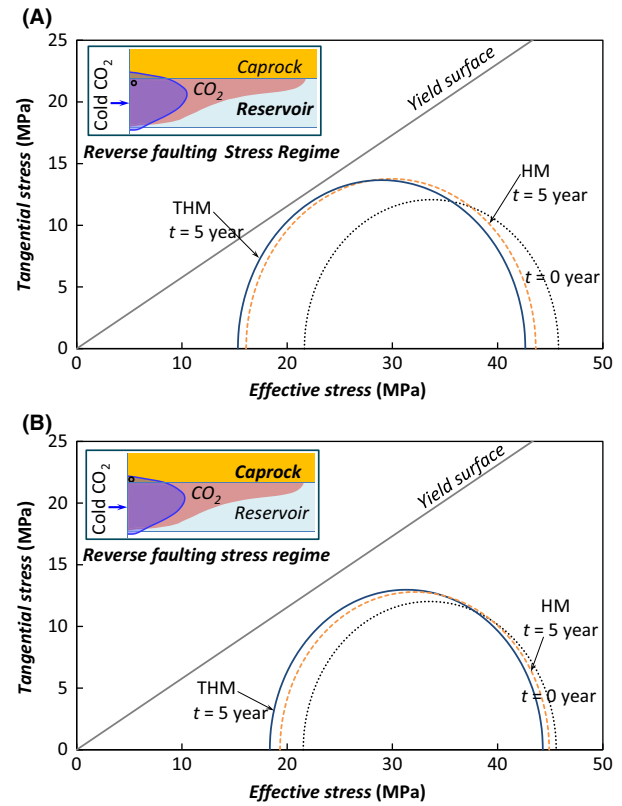 (A)
25
20
15
10
5
0
Tangential stress (MPa)
Cold CO2
Caprock
CO2
Reservoir
Reverse faulting Stress Regime
Yield surface
HM
t = 5 year
THM
t = 5 year
t = 0 year
0 10 20 30 40 50
Effective stress (MPa)
(B)
25
20
15
10
5
0
Tangential stress (MPa)
Cold CO2
Caprock
CO2
Reservoir
Reverse faulting stress regime
Yield surface
HM
t = 5 year
THM
t = 5 year
t = 0 year
0 10 20 30 40 50
Effective stress (MPa)